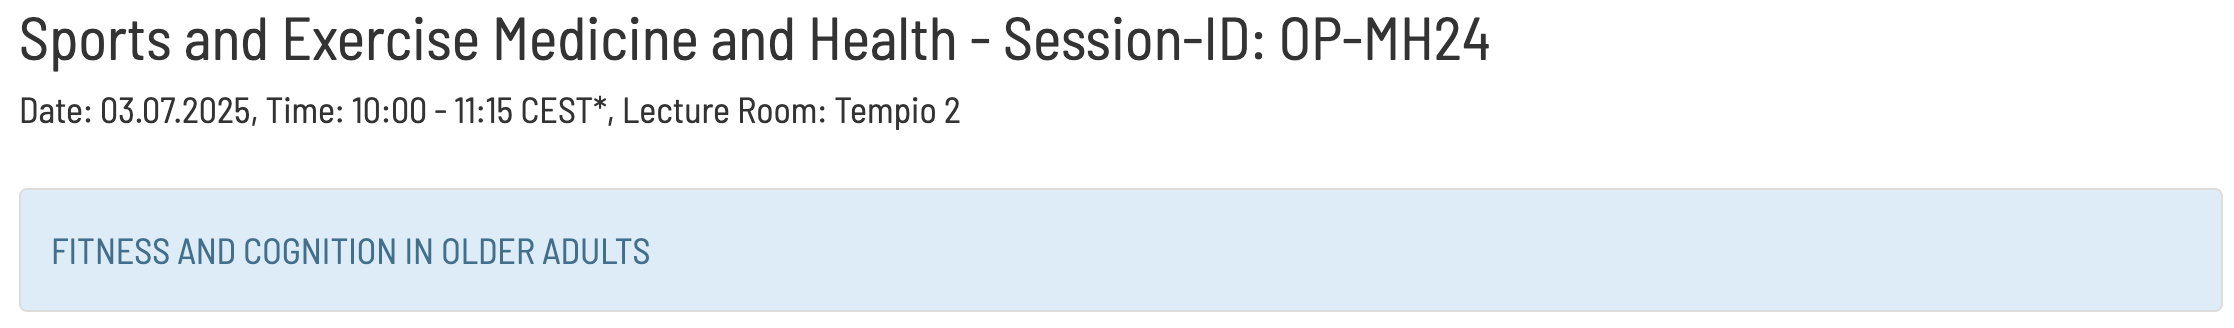 Sports and Exercise Medicine and Health - Session-ID: OP-MH24
Date: 03.07.2025, Time: 10:00 - 11:15 CEST*, Lecture Room: Tempio 2
FITNESS AND COGNITION IN OLDER ADULTS